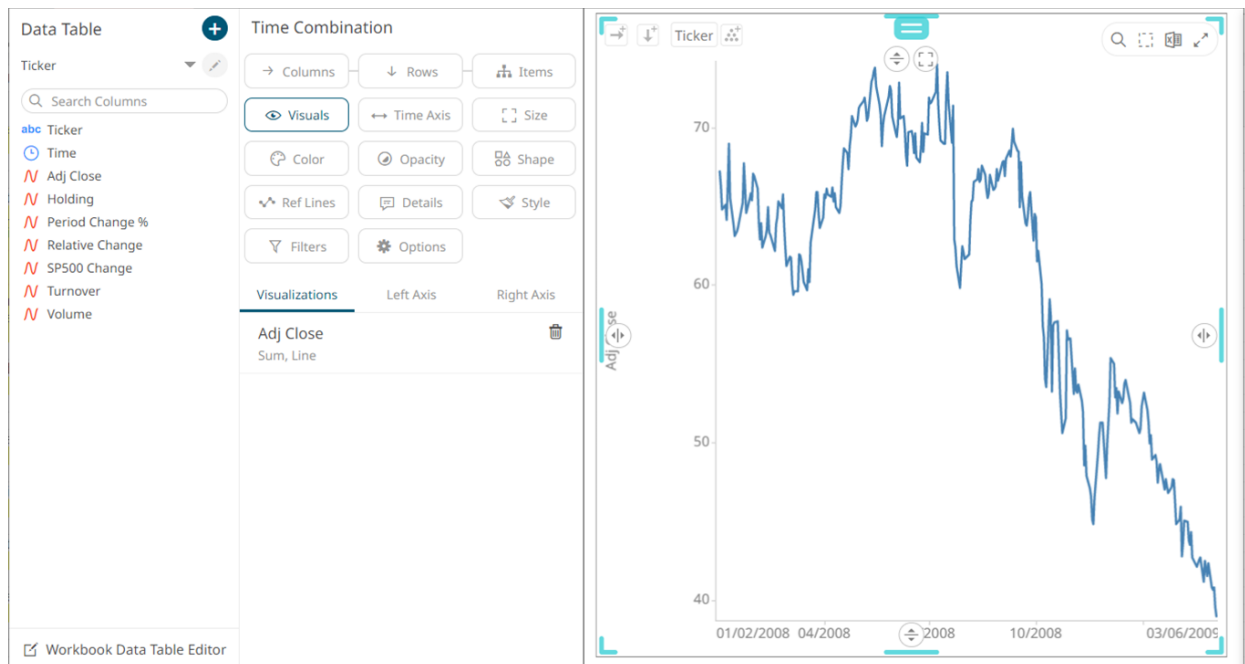 Data Table
Ticker
Search Columns
abc Ticker
Time
Adj Close
Holding
Period Change %
Relative Change
SP500 Change
Turnover
Volume
Workbook Data Table Editor
Time Combination
Columns
Rows
Items
Visuals
Time Axis
Size
Color
Opacity
Shape
Ref Lines
Details
Style
Filters
Options
Visualizations
Left Axis
Right Axis
Adj Close
Sum, Line
Ticker
70
60
50
40
01/02/2008 04/2008 2008 10/2008 03/06/2009